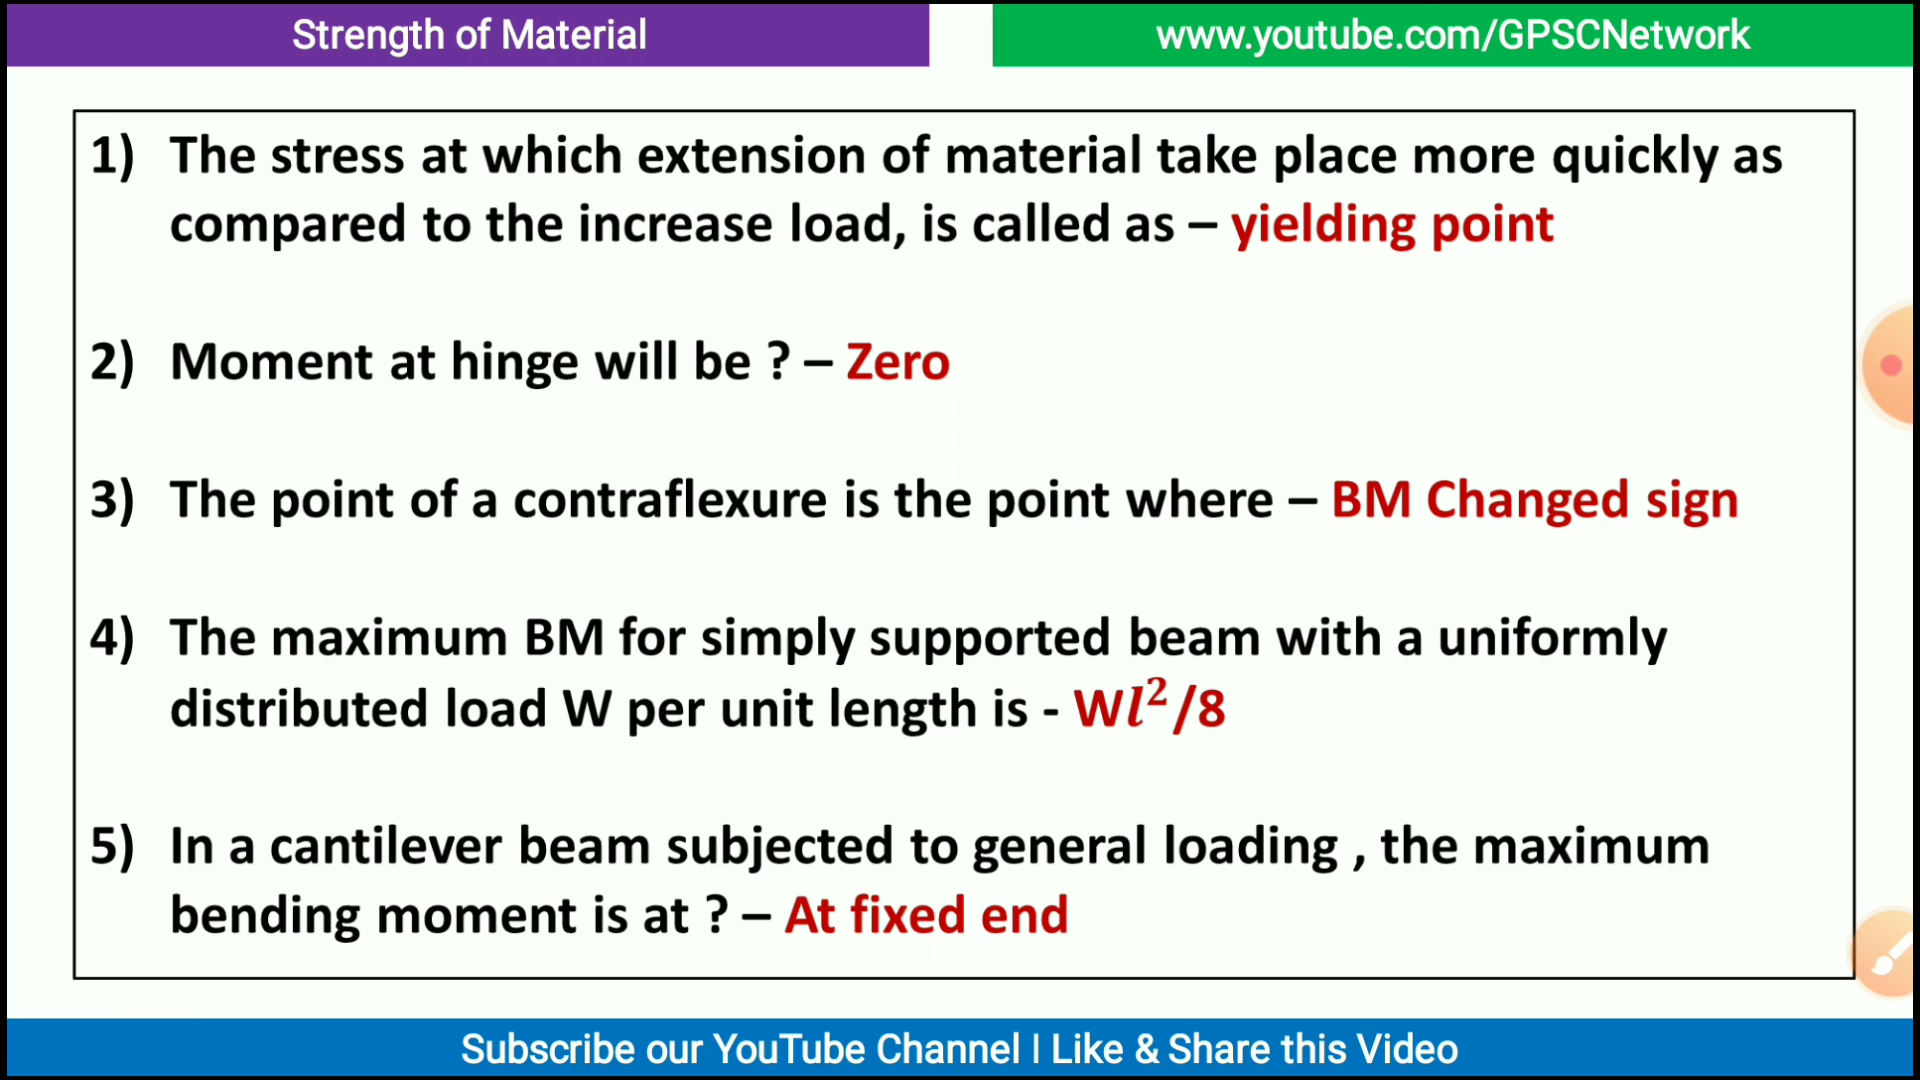 Strength of Material
www.youtube.com/GPSCNetwork
1) The stress at which extension of material take place more quickly as
compared to the increase load, is called as – yielding point
2) Moment at hinge will be ? – Zero
3) The point of a contraflexure is the point where – BM Changed sign
4) The maximum BM for simply supported beam with a uniformly
distributed load W per unit length is - Wl²/8
5) In a cantilever beam subjected to general loading , the maximum
bending moment is at ? – At fixed end
Subscribe our YouTube Channel I Like & Share this Video